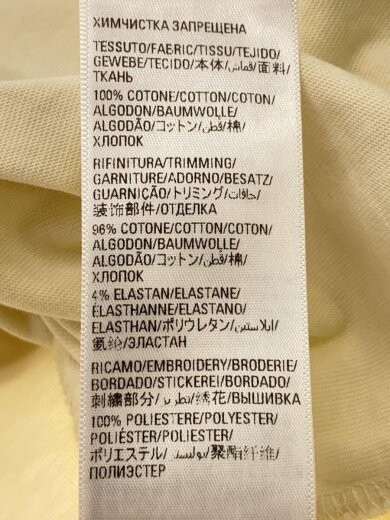 ХИМЧИСТКА ЗАПРЕЩЕНА
TESSUTO/FABRIC/TISSU/TEJIDO/
GEWEBE/TECIDO/本体/قماش/面料/
ТКАНЬ
100% COTONE/COTTON/COTON/
ALGODON/BAUMWOLLE/
ALGODÃO/コットン/قطن/棉/
ХЛОПОК
RIFINITURA/TRIMMING/
GARNITURE/ADORNO/BESATZ/
GUARNIÇÃO/トリミング/حافات/
装饰部件/ОТДЕЛКА
96% COTONE/COTTON/COTON/
ALGODON/BAUMWOLLE/
ALGODÃO/コットン/قطن/棉/
ХЛОПОК
4% ELASTAN/ELASTANE/
ELASTHANNE/ELASTANO/
ELASTHAN/ポリウレタン/ايلاستين/
氨纶/ЭЛАСТАН
RICAMO/EMBROIDERY/BRODERIE/
BORDADO/STICKEREI/BORDADO/
刺繍部分/تطريز/绣花/ВЫШИВКА
100% POLIESTERE/POLYESTER/
POLIÉSTER/POLIESTER/
ポリエステル/بوليستر/聚酯纤维/
ПОЛИЭСТЕР